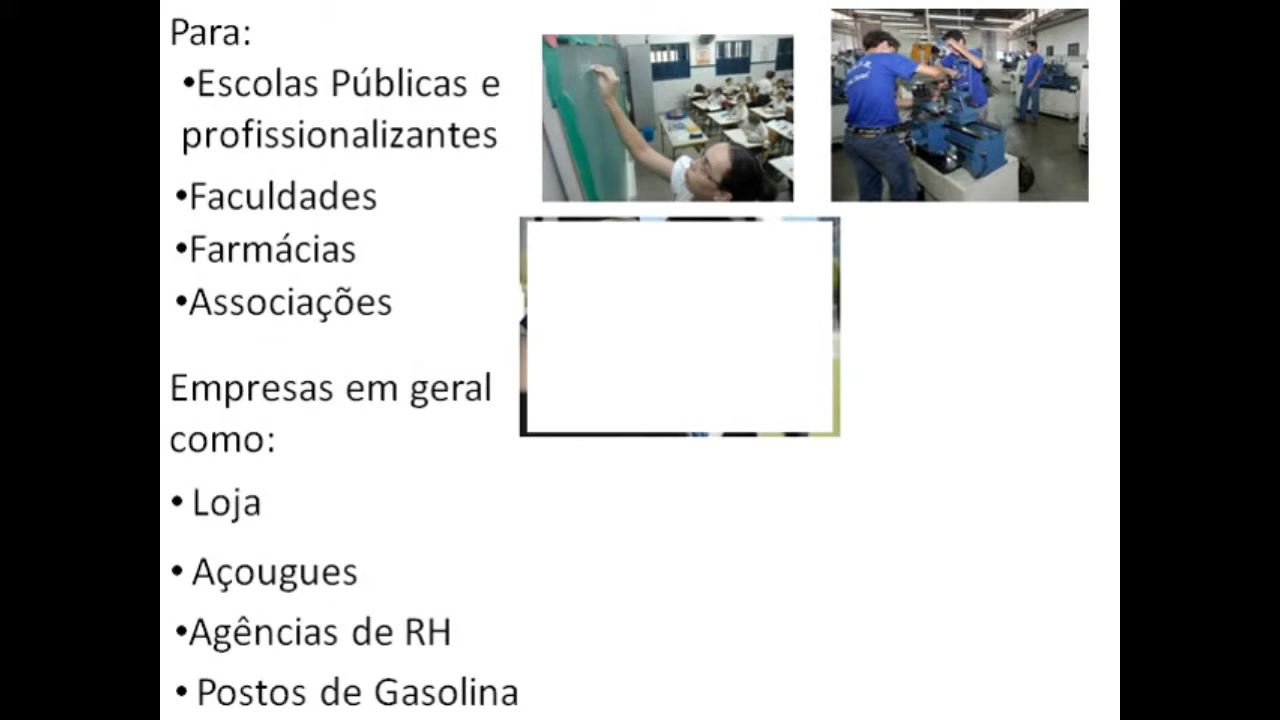 Para:
•Escolas Públicas e
profissionalizantes
•Faculdades
•Farmácias
•Associações
Empresas em geral
como:
• Loja
• Açougues
•Agências de RH
• Postos de Gasolina